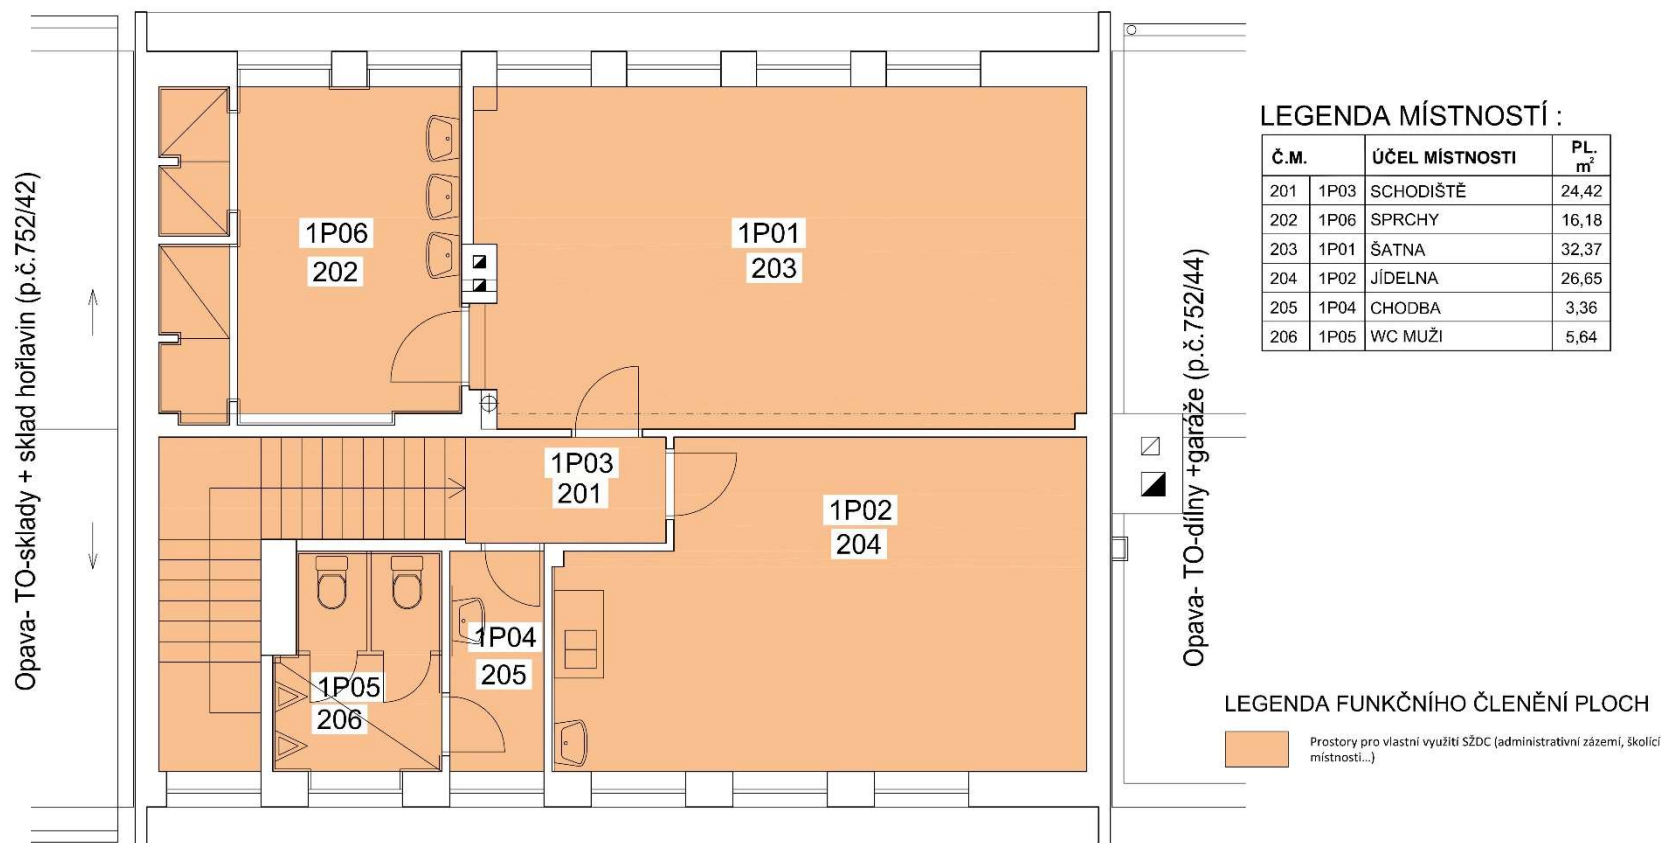 Opava- TO-sklady + sklad hořlavin (p.č.752/42)
1P06
202
1P01
203
1P03
201
1P02
204
1P04
205
1P05
206
Opava- TO-dílny +garáže (p.č.752/44)
LEGENDA MÍSTNOSTÍ :
Č.M. ÚČEL MÍSTNOSTI PL. m²
201 1P03 SCHODIŠTĚ 24,42
202 1P06 SPRCHY 16,18
203 1P01 ŠATNA 32,37
204 1P02 JÍDELNA 26,65
205 1P04 CHODBA 3,36
206 1P05 WC MUŽI 5,64
LEGENDA FUNKČNÍHO ČLENĚNÍ PLOCH
Prostory pro vlastní využití SŽDC (administrativní zázemí, školící
místnosti...)